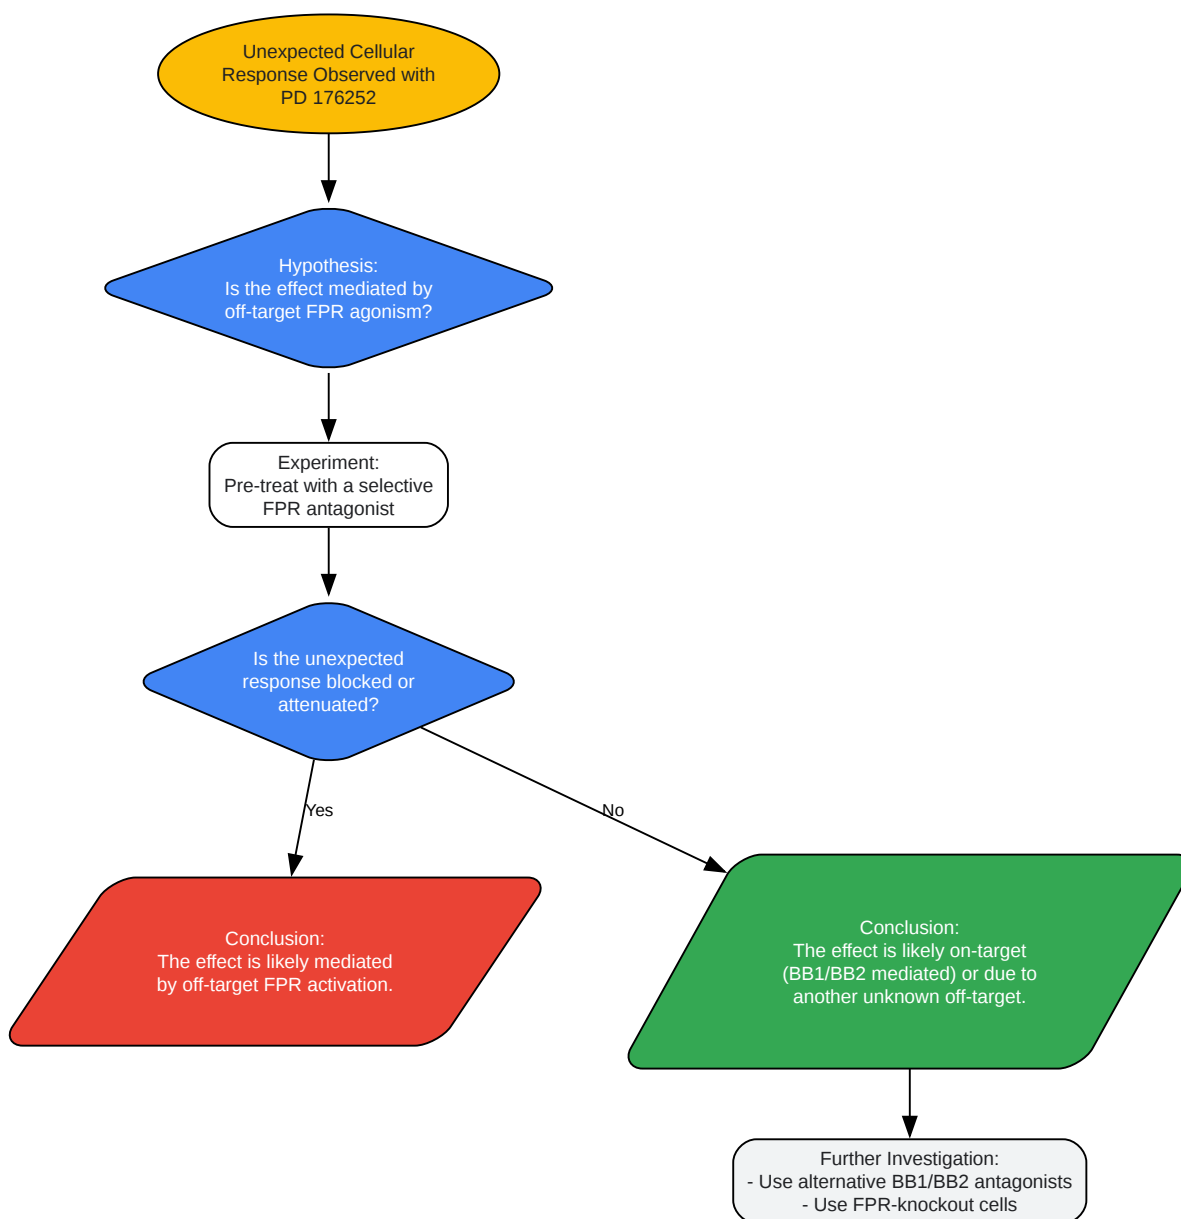 Unexpected Cellular
Response Observed with
PD 176252
Hypothesis:
Is the effect mediated by
off-target FPR agonism?
Experiment:
Pre-treat with a selective
FPR antagonist
Is the unexpected
response blocked or
attenuated?
Yes
No
Conclusion:
The effect is likely mediated
by off-target FPR activation.
Conclusion:
The effect is likely on-target
(BB1/BB2 mediated) or due to
another unknown off-target.
Further Investigation:
- Use alternative BB1/BB2 antagonists
- Use FPR-knockout cells